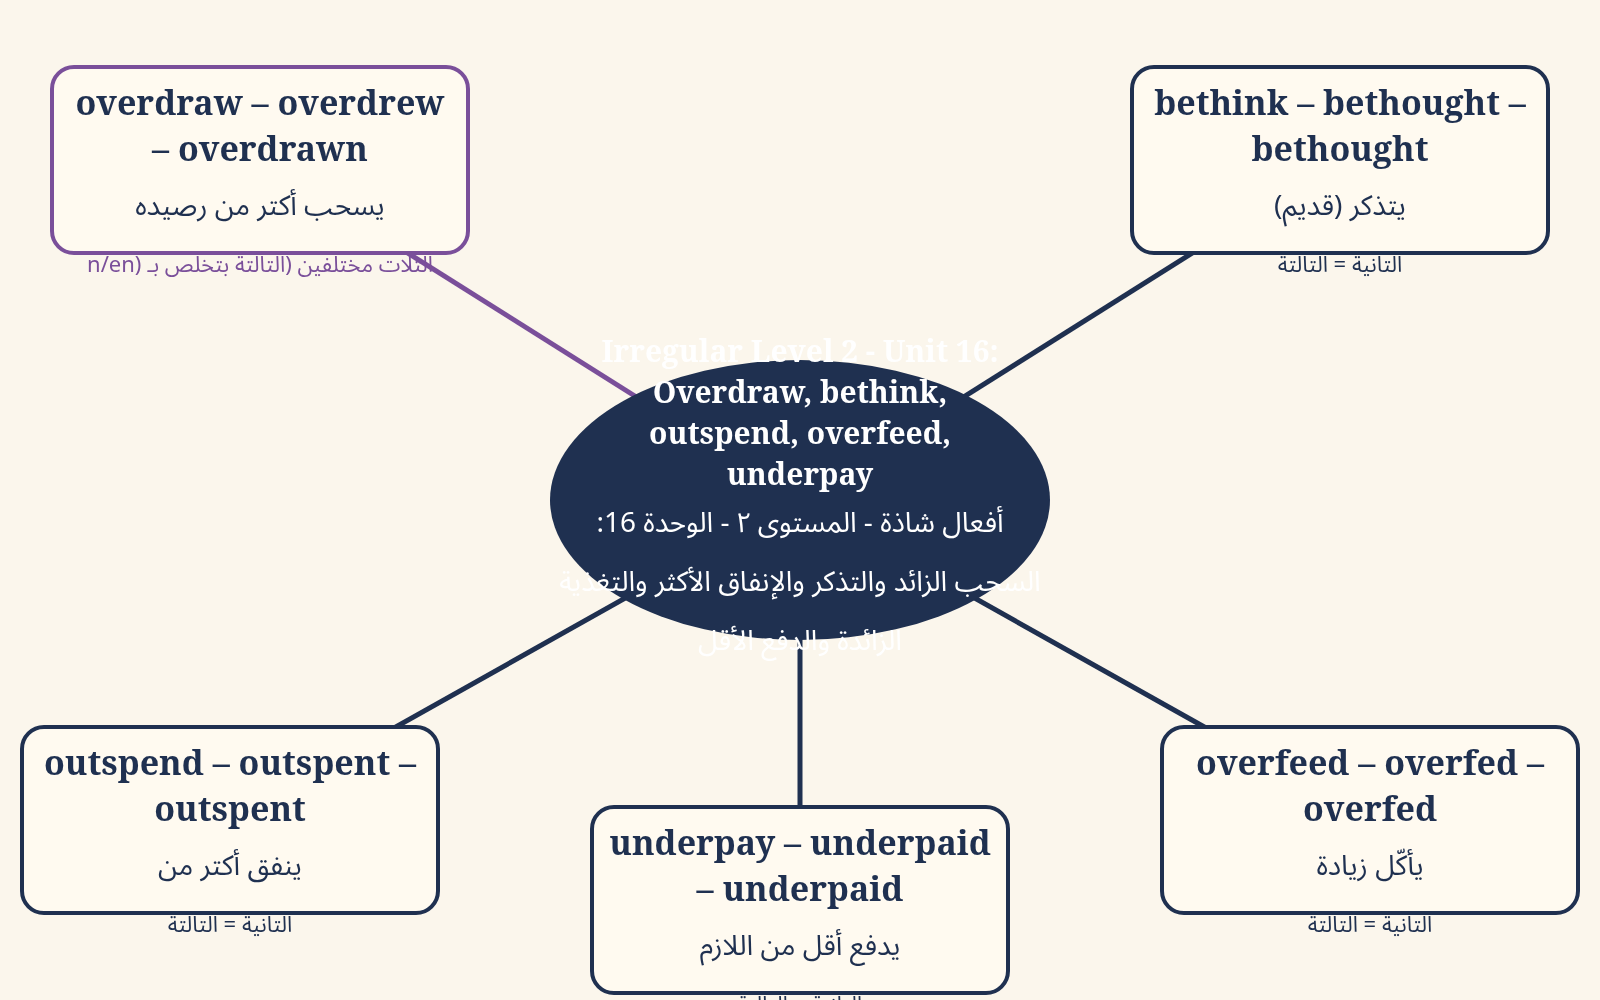 overdraw – overdrew
– overdrawn
يسحب أكتر من رصيده
التلات مختلفين (التالتة بتخلص بـ n/en)
bethink – bethought –
bethought
يتذكر (قديم)
التانية = التالتة
Irregular Level 2 - Unit 16:
Overdraw, bethink,
outspend, overfeed,
underpay
أفعال شاذة - المستوى ٢ - الوحدة 16:
السحب الزائد والتذكر والإنفاق الأكثر والتغذية
الزائدة والدفع الأقل
outspend – outspent –
outspent
ينفق أكتر من
التانية = التالتة
underpay – underpaid
– underpaid
يدفع أقل من اللازم
overfeed – overfed –
overfed
يأكّل زيادة
التانية = التالتة